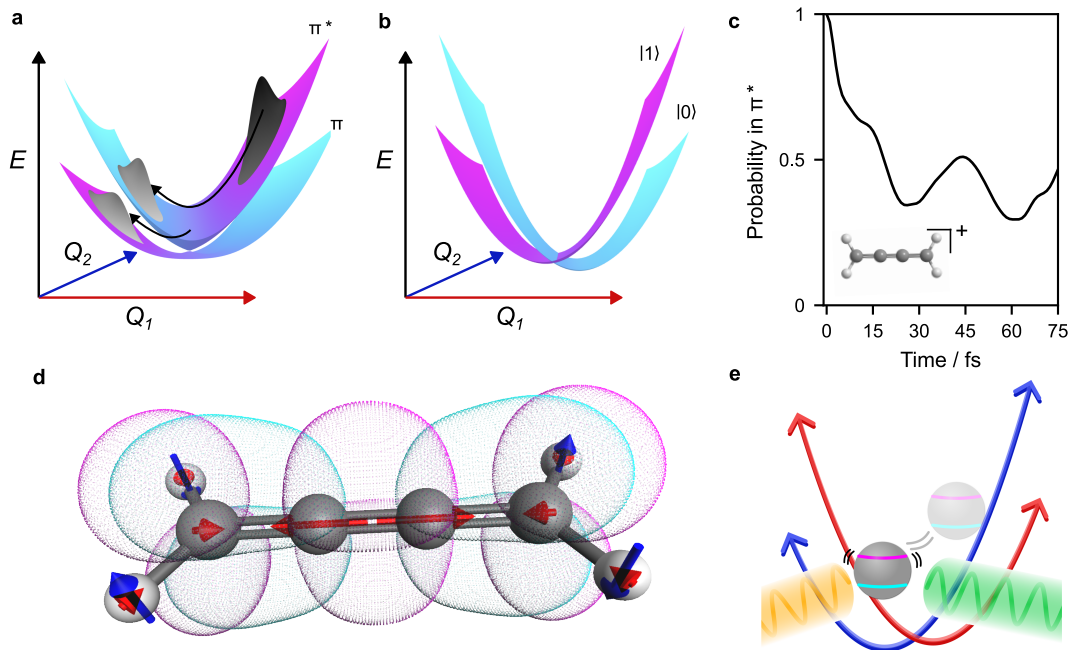 a
π*
π
E
Q2
Q1
b
|1⟩
|0⟩
E
Q2
Q1
c
1
0.5
0
Probability in π*
+
0 15 30 45 60 75
Time / fs
d
e